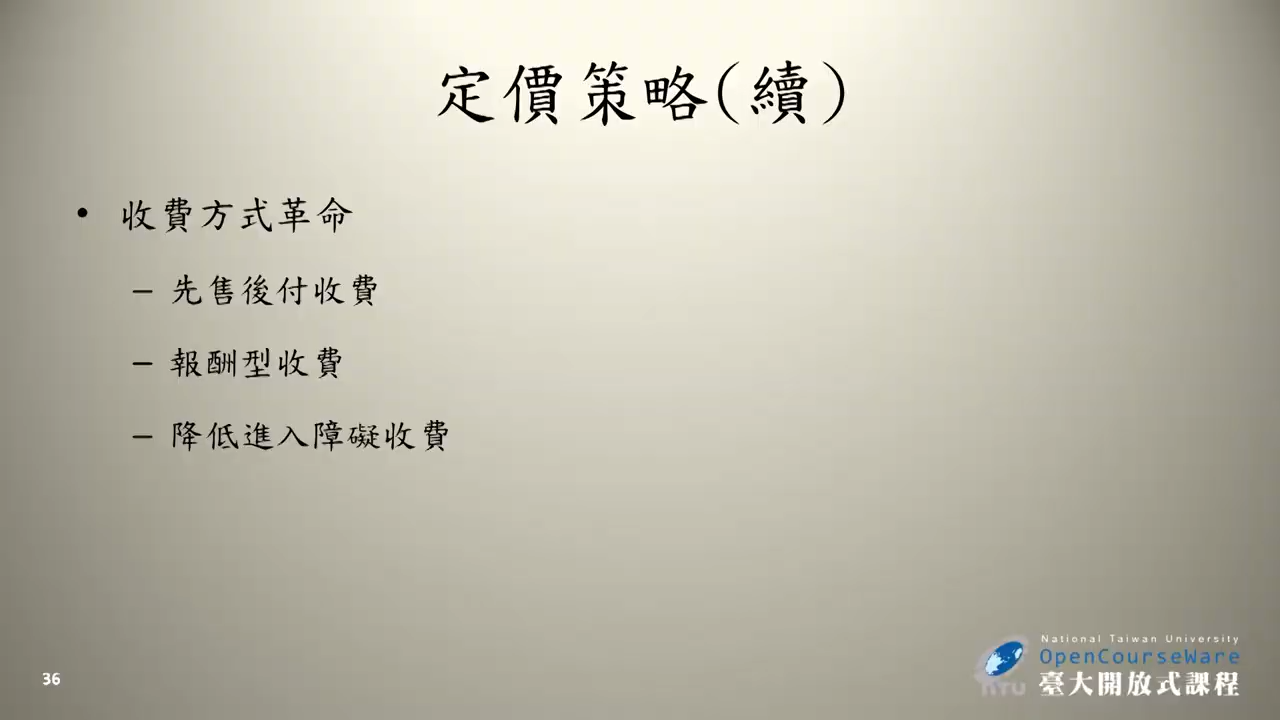 定價策略(續)
• 收費方式革命
– 先售後付收費
– 報酬型收費
– 降低進入障礙收費
36
National Taiwan University
OpenCourseWare
臺大開放式課程
NTU